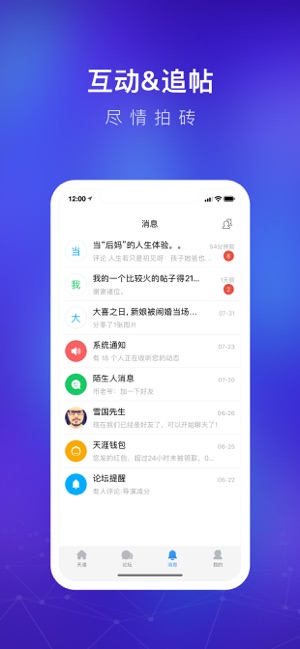 互动&追帖
尽情拍砖
12:00
消息
当
当“后妈”的人生体验。。
54分钟前
评论 人生若只是初见呀：孩子她爸也...
8
我
我的一个比较火的帖子得21...
1天前
谢谢诸位。
2
大
大喜之日,新娘被闹婚当场...
07-31
分享了1张图片
系统通知
07-23
有 18 个人正在收听您的动态
陌生人消息
07-20
币老爷：加一下好友
雪国先生
06-26
现在我们已经是好友了，可以开始聊天了！
天涯钱包
06-25
您发的红包，超过24小时未被领取，0...
论坛提醒
06-22
有人评论·导演减分
天涯
论坛
消息
我的